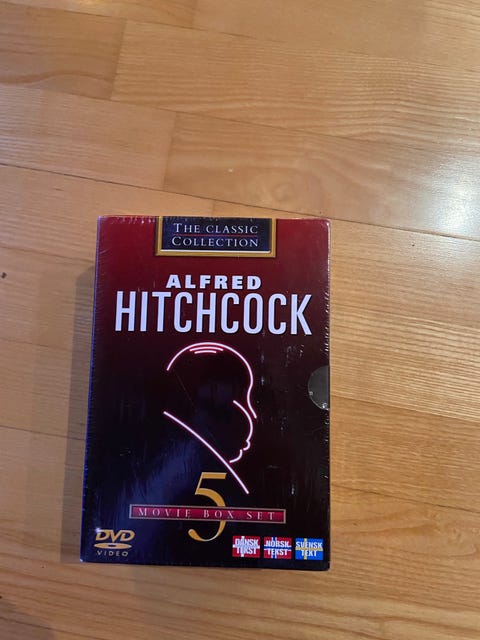 THE CLASSIC
COLLECTION
ALFRED
HITCHCOCK
5
MOVIE BOX SET
DVD
VIDEO
DANSK
TEKST
NORSK
TEKST
SVENSK
TEXT